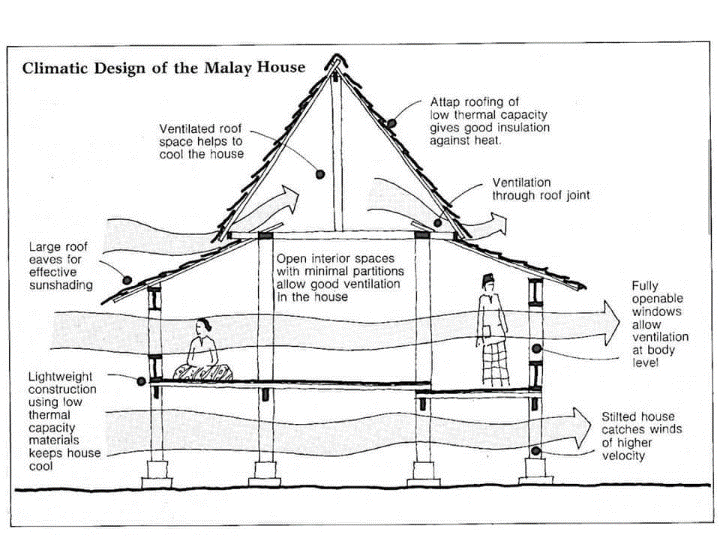 Climatic Design of the Malay House
Ventilated roof
space helps to
cool the house
Attap roofing of
low thermal capacity
gives good insulation
against heat.
Ventilation
through roof joint
Large roof
eaves for
effective
sunshading
Open interior spaces
with minimal partitions
allow good ventilation
in the house
Fully
openable
windows
allow
ventilation
at body
level
Lightweight
construction
using low
thermal
capacity
materials
keeps house
cool
Stilted house
catches winds
of higher
velocity